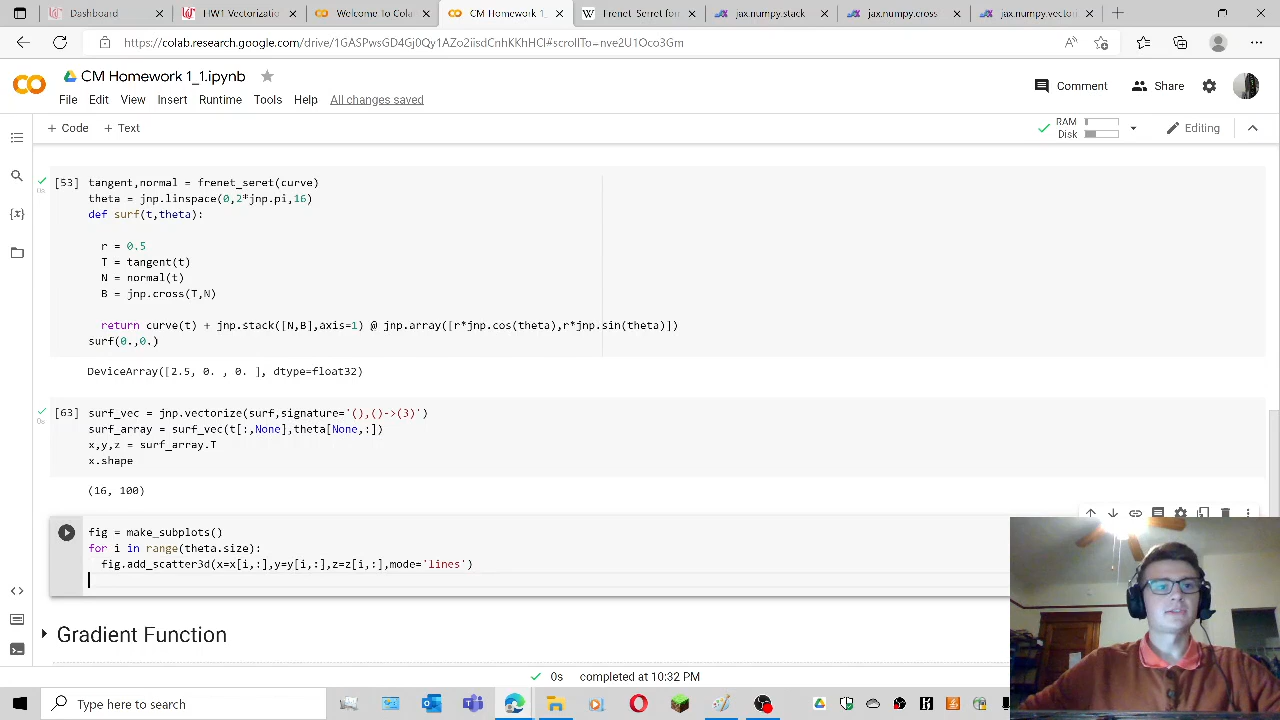 Dashboard
HW1 Vectorizatio
Welcome To Colal
CM Homework 1_1.
Frenet–Serret for
jax.numpy.stack
jax.numpy.cross
jax.numpy.vector
https://colab.research.google.com/drive/1GASPwsGD4Gj0Qy1AZo2iisdCnhKKhHCl#scrollTo=nve2U1Oco3Gm
CM Homework 1_1.ipynb
Comment
Share
File Edit View Insert Runtime Tools Help All changes saved
+ Code + Text
RAM
Disk
Editing
[53] tangent,normal = frenet_seret(curve)
theta = jnp.linspace(0,2*jnp.pi,16)
def surf(t,theta):
r = 0.5
T = tangent(t)
N = normal(t)
B = jnp.cross(T,N)
return curve(t) + jnp.stack([N,B],axis=1) @ jnp.array([r*jnp.cos(theta),r*jnp.sin(theta)])
surf(0.,0.)
DeviceArray([2.5, 0. , 0. ], dtype=float32)
[63] surf_vec = jnp.vectorize(surf,signature='(),()->(3)')
0s
surf_array = surf_vec(t[:,None],theta[None,:])
x,y,z = surf_array.T
x.shape
(16, 100)
fig = make_subplots()
for i in range(theta.size):
fig.add_scatter3d(x=x[i,:],y=y[i,:],z=z[i,:],mode='lines')
Gradient Function
0s completed at 10:32 PM
Type here to search